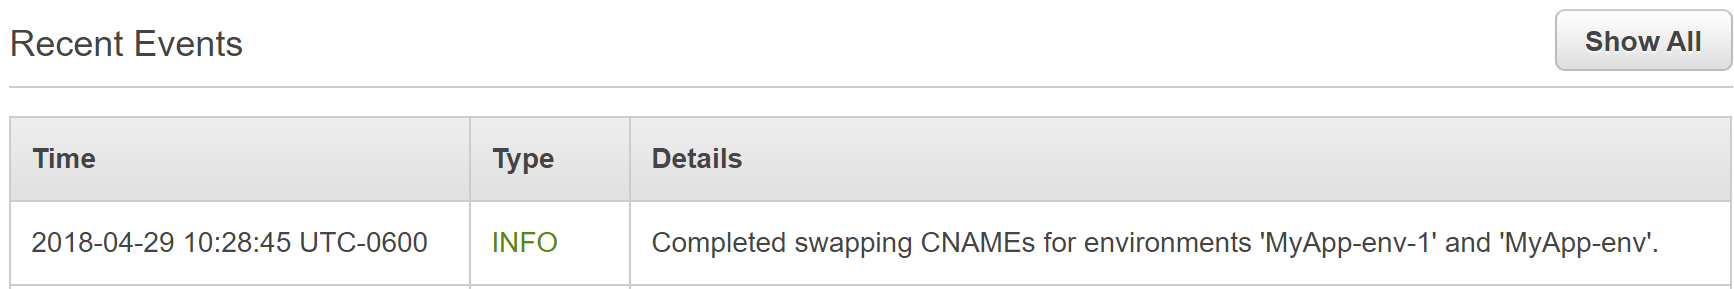 Recent Events
Show All
Time Type Details
2018-04-29 10:28:45 UTC-0600 INFO Completed swapping CNAMEs for environments 'MyApp-env-1' and 'MyApp-env'.